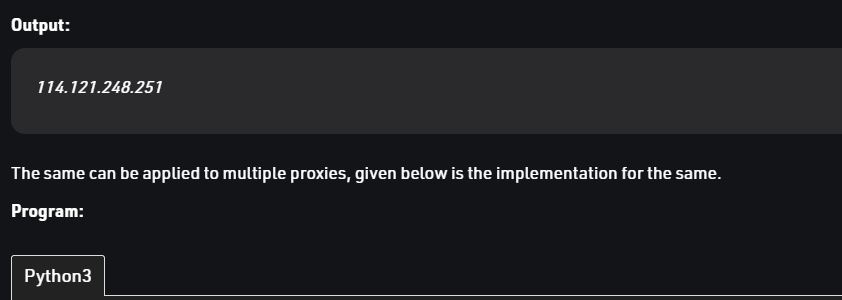 Output:
114.121.248.251
The same can be applied to multiple proxies, given below is the implementation for the same.
Program:
Python3